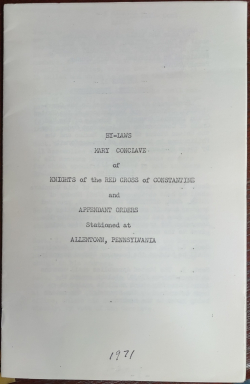 BY-LAWS
MARY CONCLAVE
of
KNIGHTS of the RED CROSS of CONSTANTINE
and
APPENDANT ORDERS
Stationed at
ALLENTOWN, PENNSYLVANIA
1971